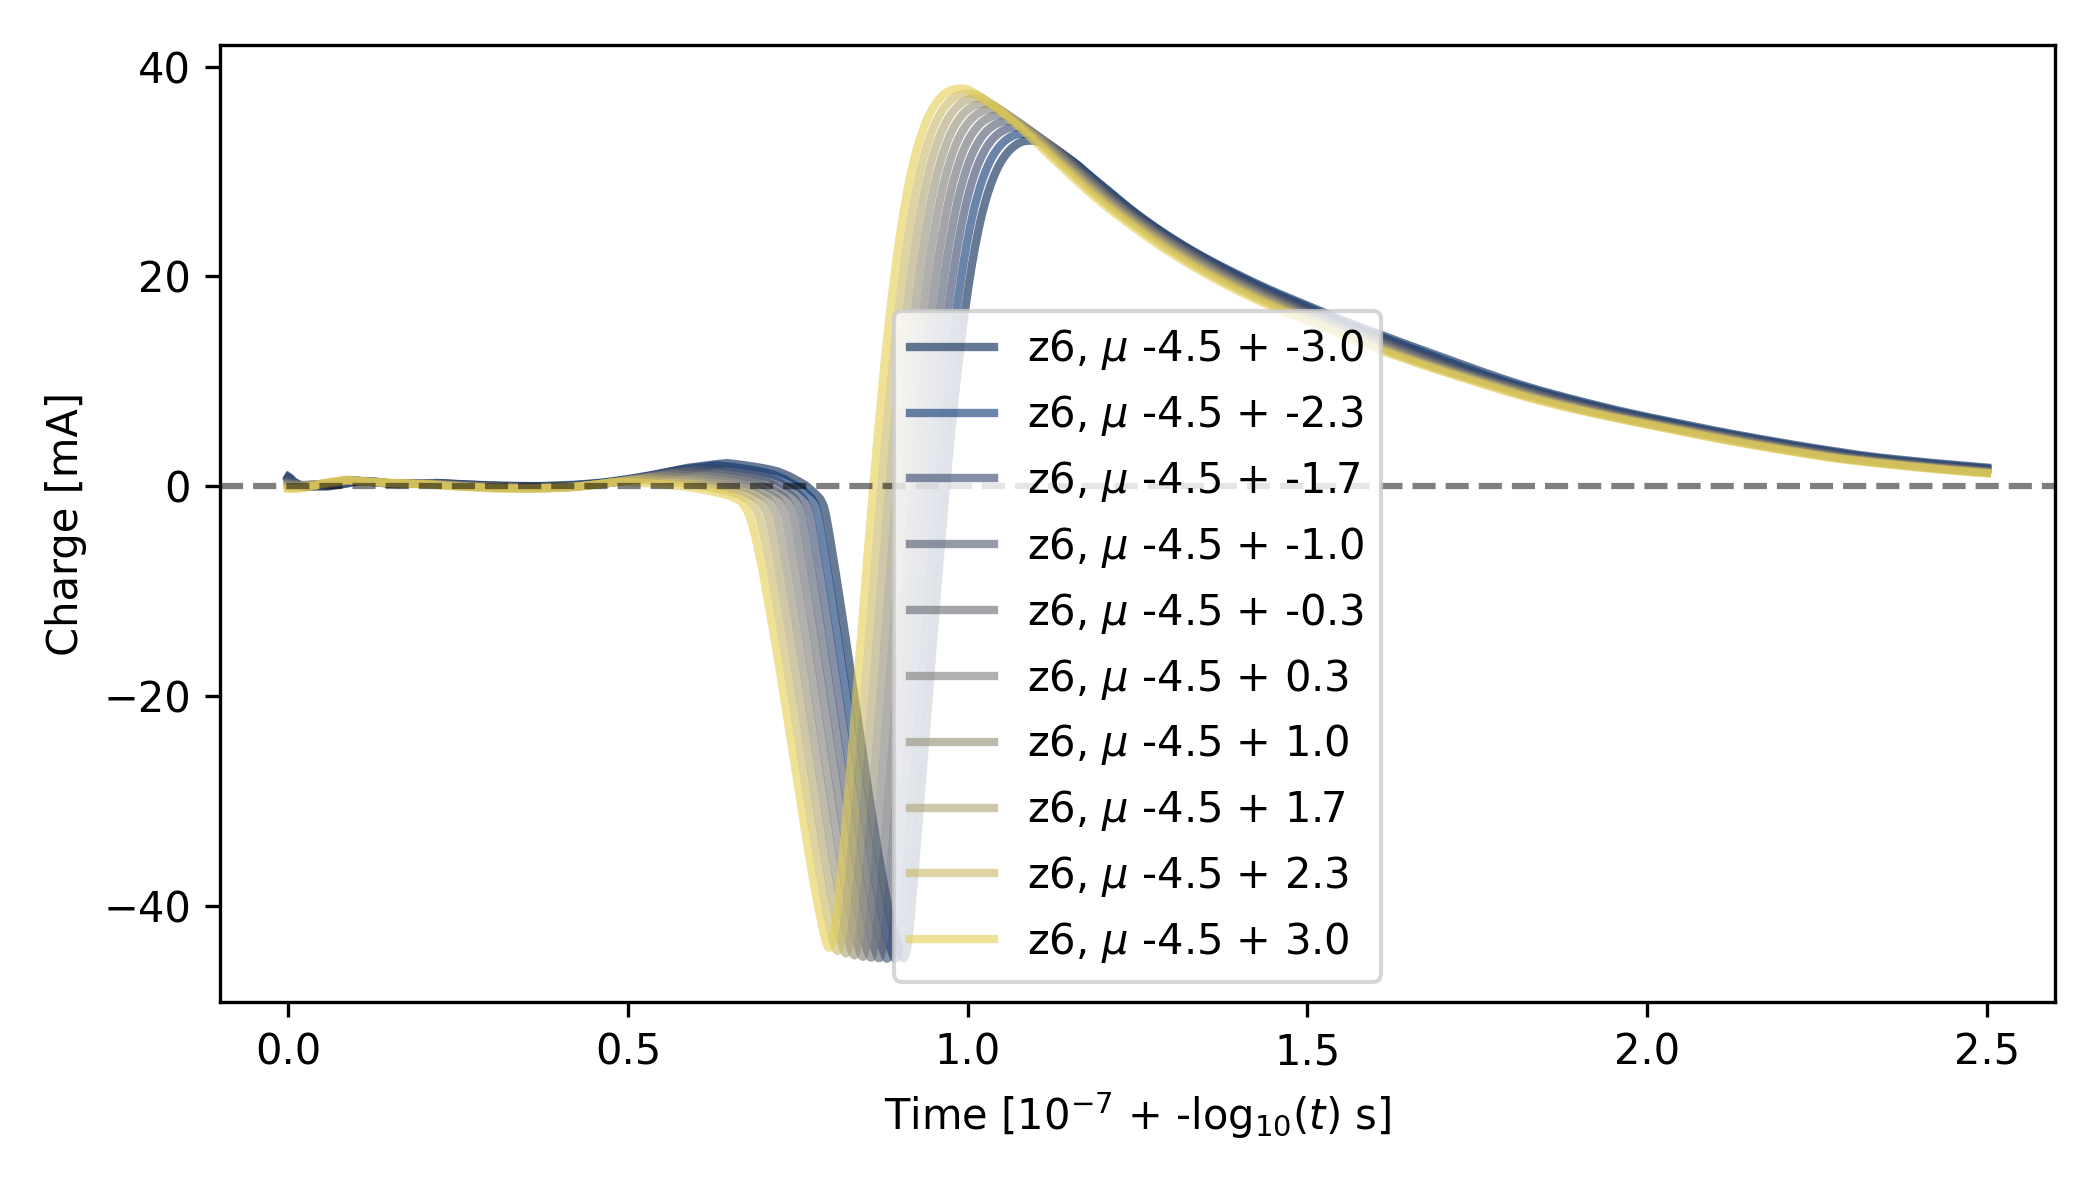 40
20
0
−20
−40
Charge [mA]
z6, μ -4.5 + -3.0
z6, μ -4.5 + -2.3
z6, μ -4.5 + -1.7
z6, μ -4.5 + -1.0
z6, μ -4.5 + -0.3
z6, μ -4.5 + 0.3
z6, μ -4.5 + 1.0
z6, μ -4.5 + 1.7
z6, μ -4.5 + 2.3
z6, μ -4.5 + 3.0
0.0 0.5 1.0 1.5 2.0 2.5
Time [10⁻⁷ + -log₁₀(t) s]